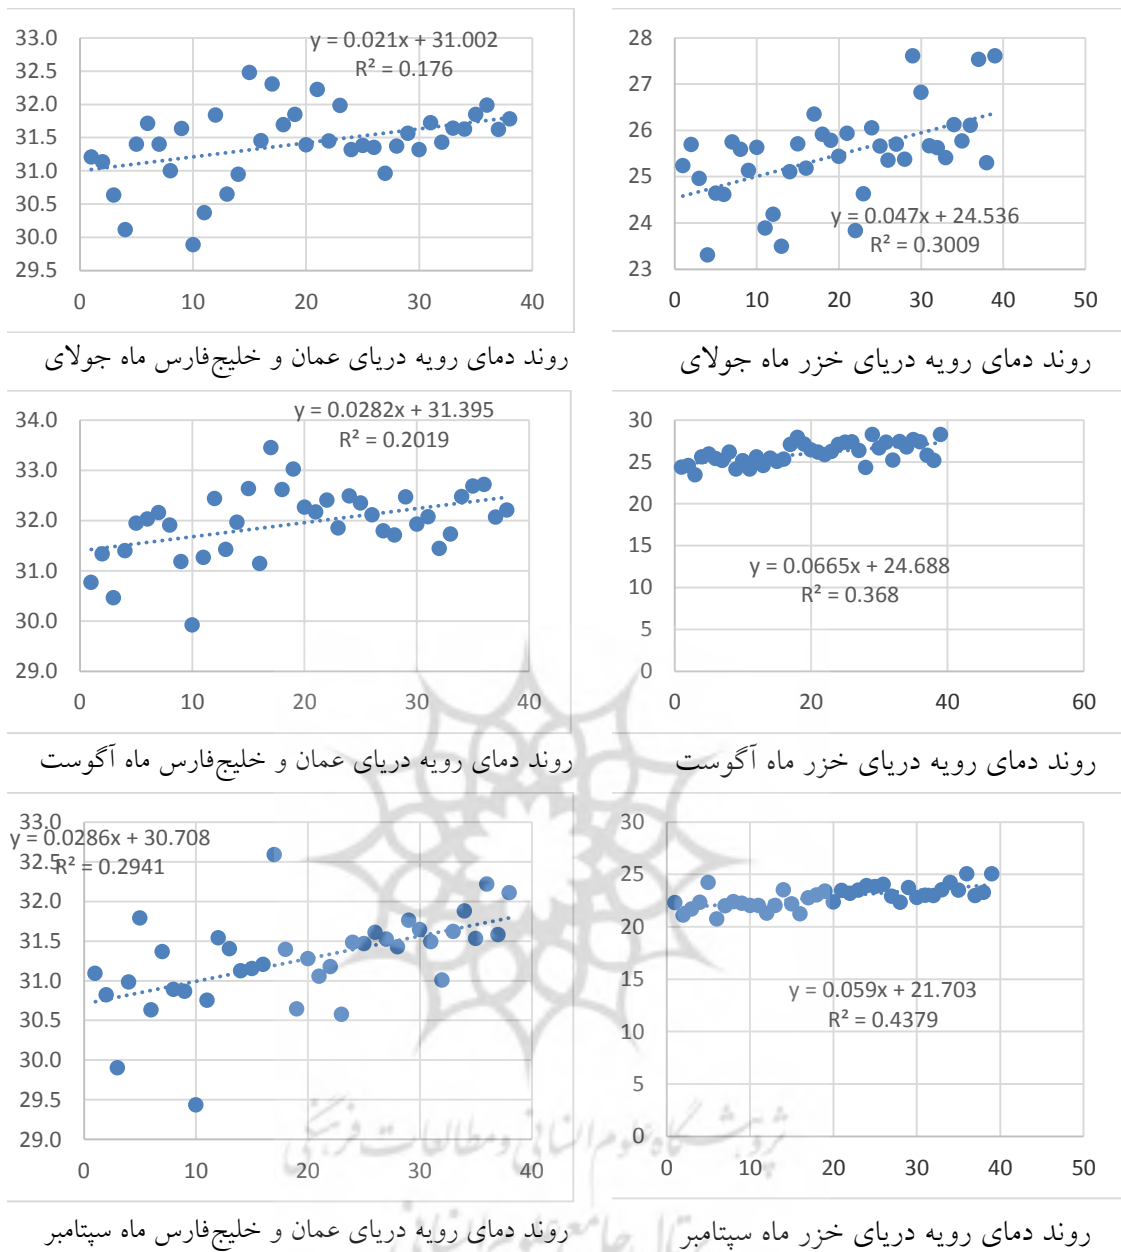 33.0
32.5
32.0
31.5
31.0
30.5
30.0
29.5
0 10 20 30 40
y = 0.021x + 31.002
R² = 0.176
روند دمای رویه دریای عمان و خلیج‌فارس ماه جولای
28
27
26
25
24
23
0 10 20 30 40 50
y = 0.047x + 24.536
R² = 0.3009
روند دمای رویه دریای خزر ماه جولای
34.0
33.0
32.0
31.0
30.0
29.0
0 10 20 30 40
y = 0.0282x + 31.395
R² = 0.2019
روند دمای رویه دریای عمان و خلیج‌فارس ماه آگوست
30
25
20
15
10
5
0
0 20 40 60
y = 0.0665x + 24.688
R² = 0.368
روند دمای رویه دریای خزر ماه آگوست
33.0
32.5
32.0
31.5
31.0
30.5
30.0
29.5
29.0
0 10 20 30 40
y = 0.0286x + 30.708
R² = 0.2941
روند دمای رویه دریای عمان و خلیج‌فارس ماه سپتامبر
30
25
20
15
10
5
0
0 10 20 30 40 50
y = 0.059x + 21.703
R² = 0.4379
روند دمای رویه دریای خزر ماه سپتامبر
پژوهشگاه علوم انسانی و مطالعات فرهنگی
پرتال جامع علوم انسانی